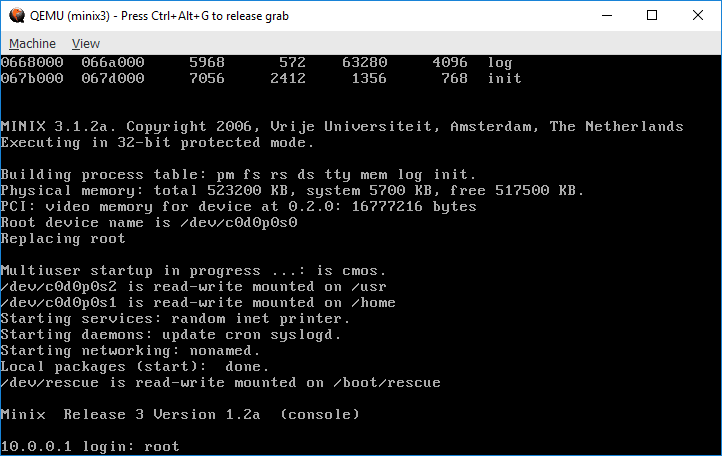 QEMU (minix3) - Press Ctrl+Alt+G to release grab
Machine View
0668000 066a000 5968 572 63280 4096 log
067b000 067d000 7056 2412 1356 768 init
MINIX 3.1.2a. Copyright 2006, Vrije Universiteit, Amsterdam, The Netherlands
Executing in 32-bit protected mode.
Building process table: pm fs rs ds tty mem log init.
Physical memory: total 523200 KB, system 5700 KB, free 517500 KB.
PCI: video memory for device at 0.2.0: 16777216 bytes
Root device name is /dev/c0d0p0s0
Replacing root
Multiuser startup in progress ...: is cmos.
/dev/c0d0p0s2 is read-write mounted on /usr
/dev/c0d0p0s1 is read-write mounted on /home
Starting services: random inet printer.
Starting daemons: update cron syslogd.
Starting networking: nonamed.
Local packages (start): done.
/dev/rescue is read-write mounted on /boot/rescue
Minix Release 3 Version 1.2a (console)
10.0.0.1 login: root